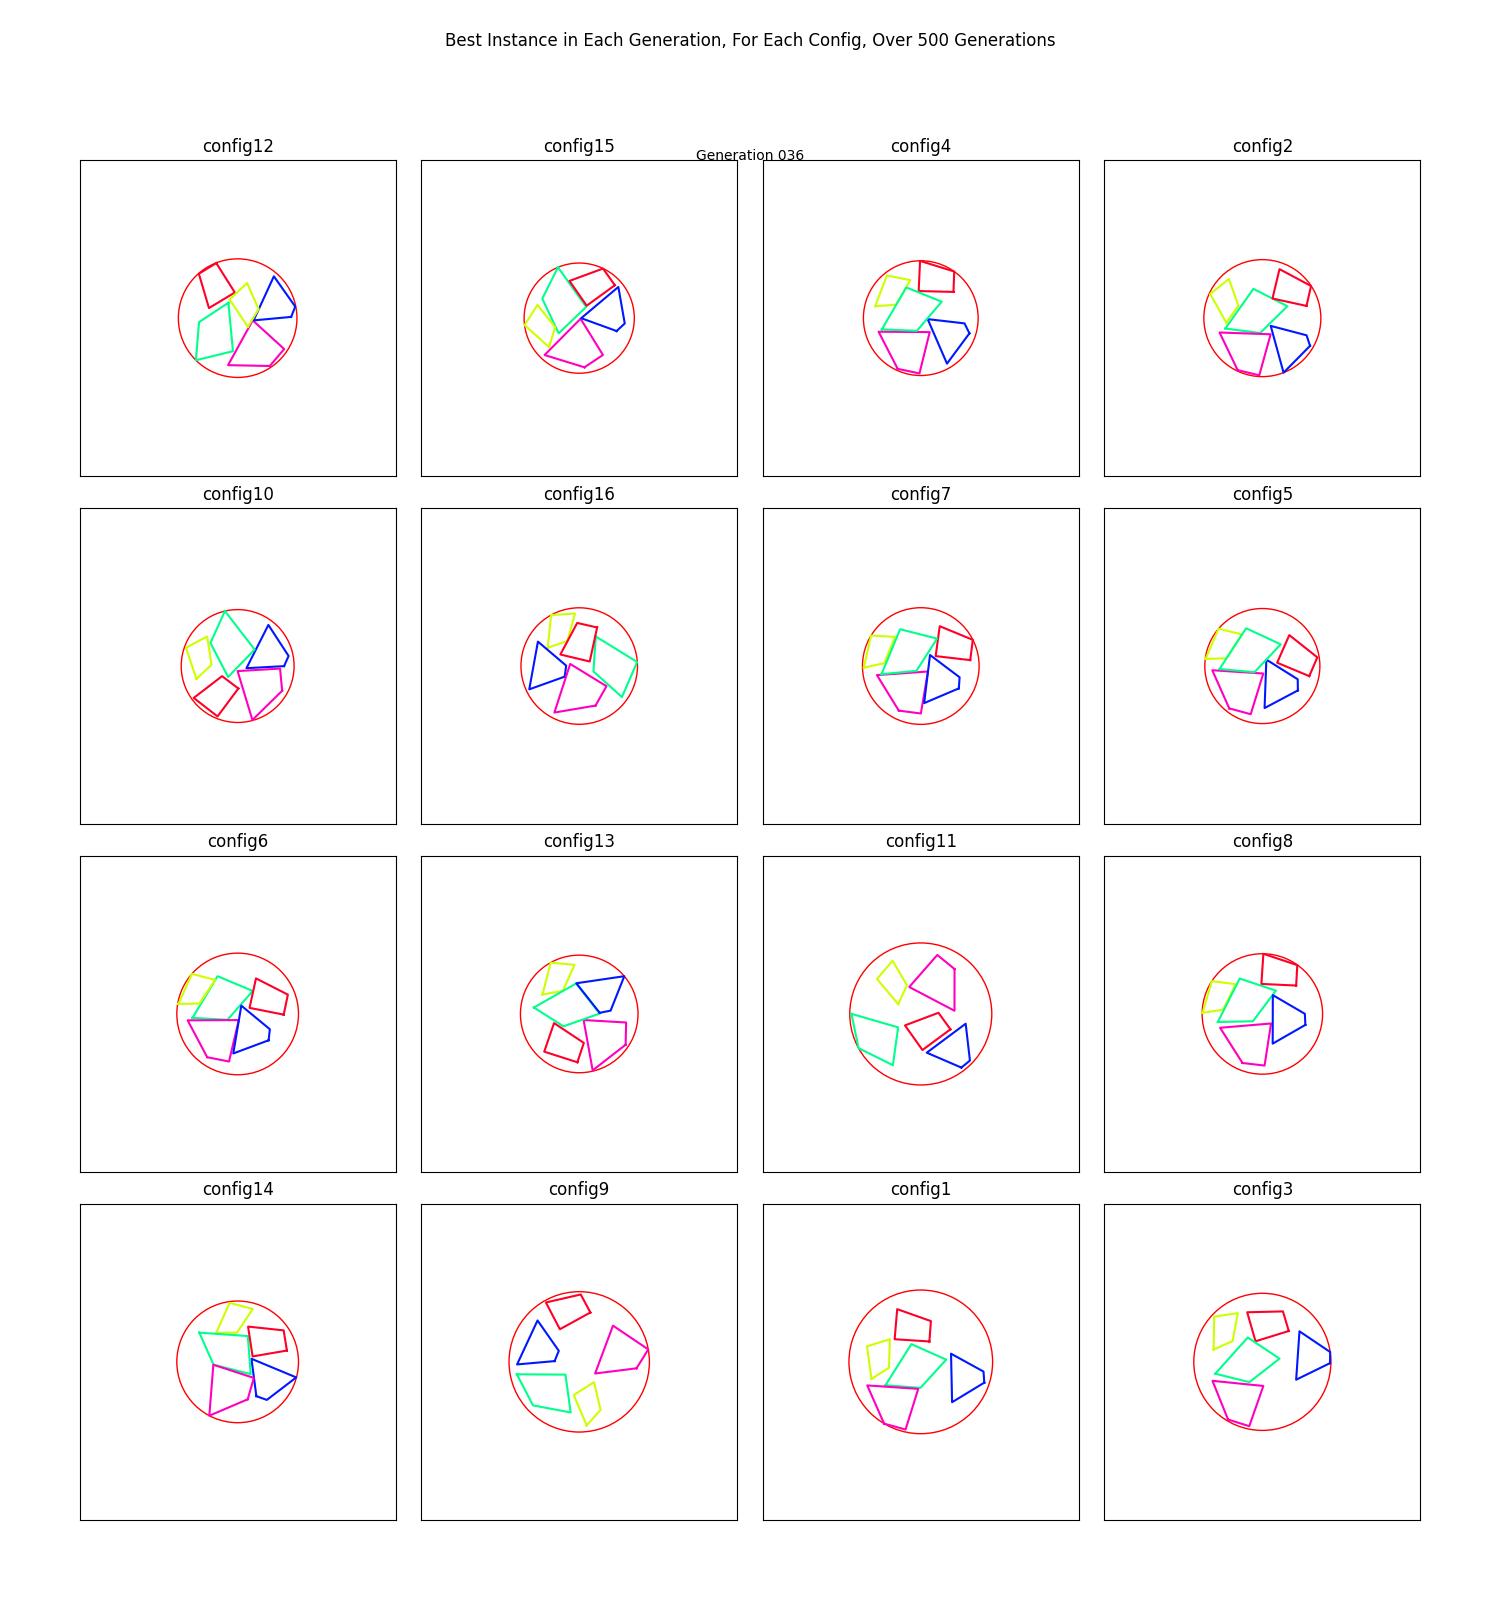 Best Instance in Each Generation, For Each Config, Over 500 Generations
config12
config15
Generation 036
config4
config2
config10
config16
config7
config5
config6
config13
config11
config8
config14
config9
config1
config3